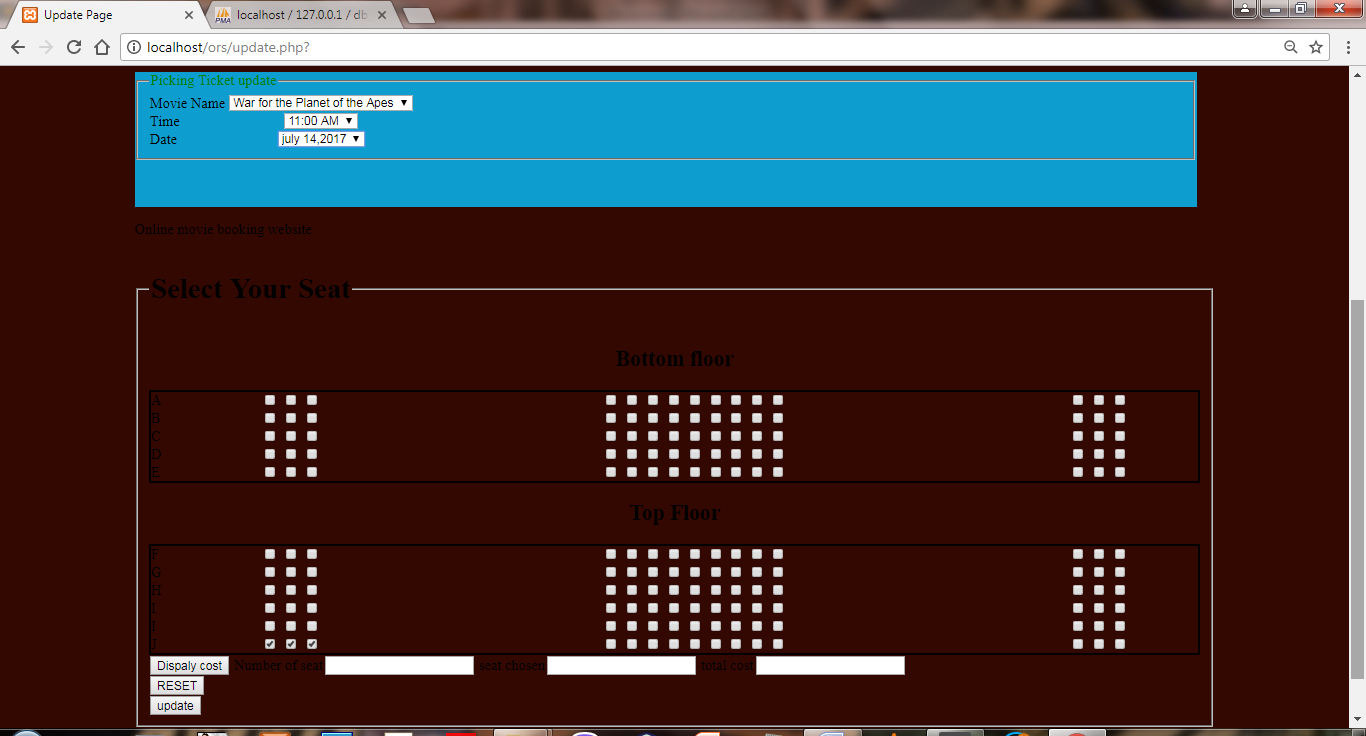 Update Page
localhost / 127.0.0.1 / db
localhost/ors/update.php?
Picking Ticket update
Movie Name War for the Planet of the Apes
Time 11:00 AM
Date july 14,2017
Online movie booking website
Select Your Seat
Bottom floor
A
B
C
D
E
Top Floor
F
G
H
I
I
J
Dispaly cost Number of seat seat chosen total cost
RESET
update